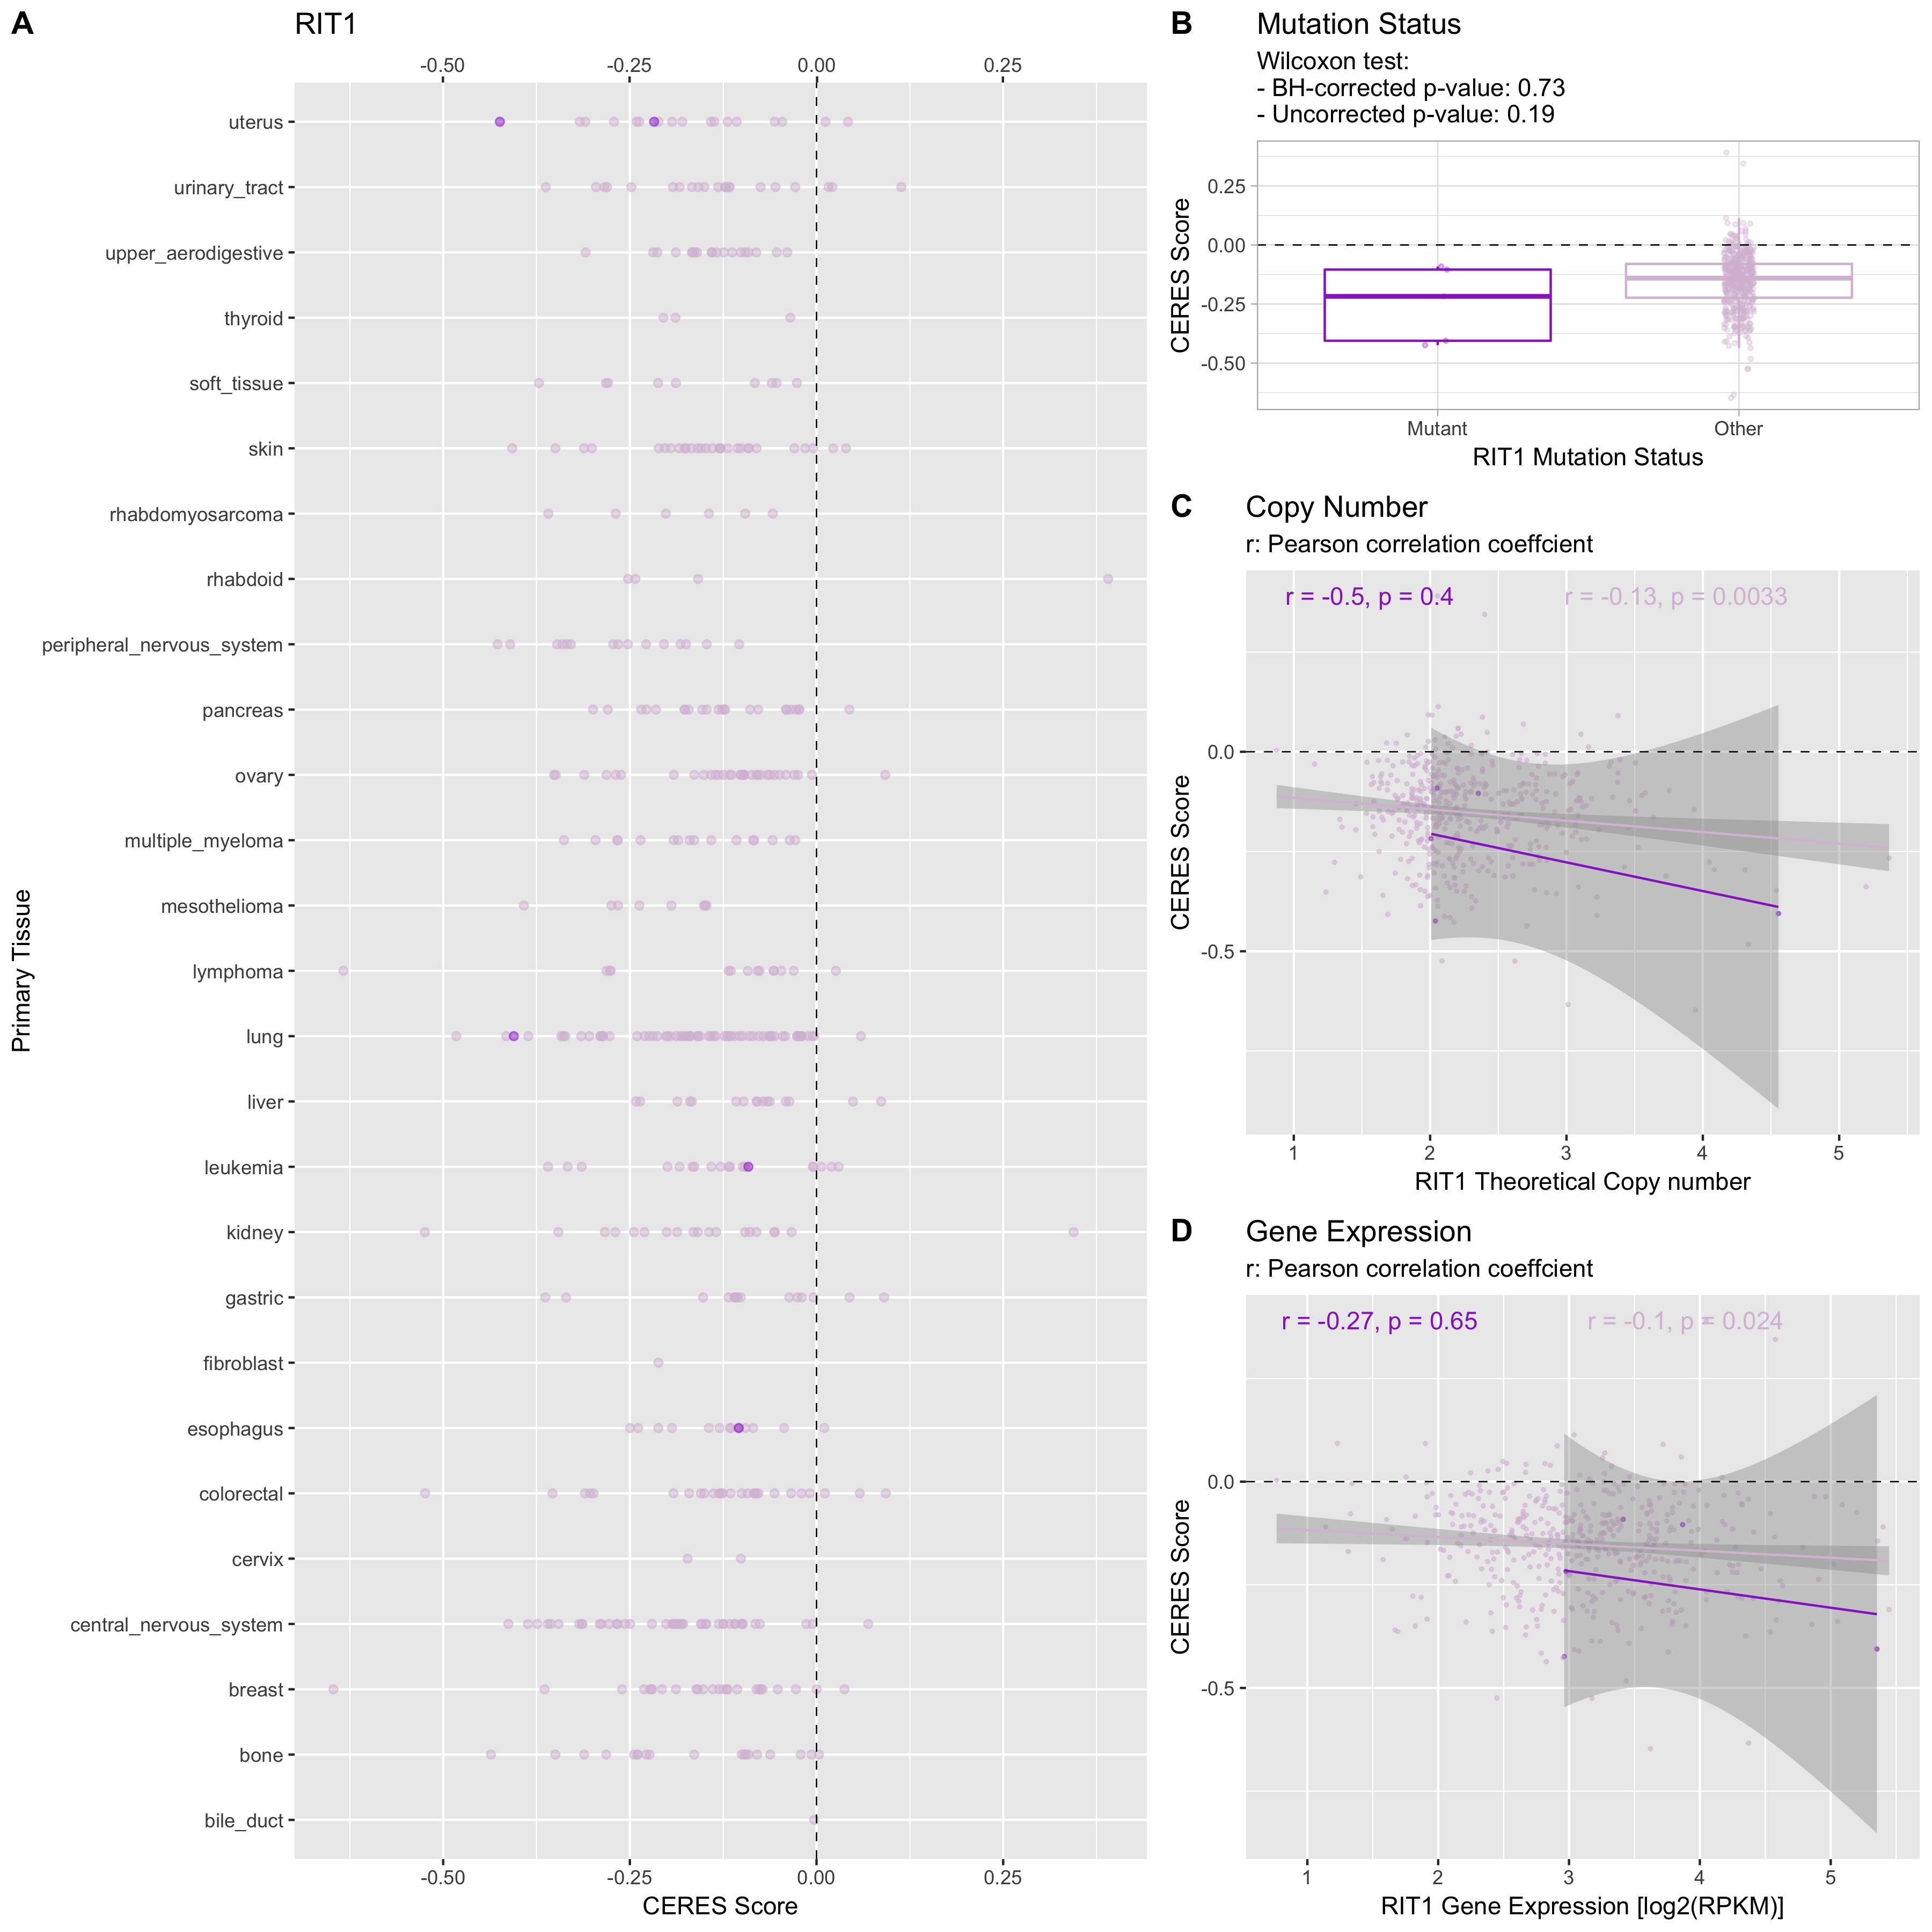 A
RIT1
-0.50 -0.25 0.00 0.25
Primary Tissue
uterus
urinary_tract
upper_aerodigestive
thyroid
soft_tissue
skin
rhabdomyosarcoma
rhabdoid
peripheral_nervous_system
pancreas
ovary
multiple_myeloma
mesothelioma
lymphoma
lung
liver
leukemia
kidney
gastric
fibroblast
esophagus
colorectal
cervix
central_nervous_system
breast
bone
bile_duct
-0.50 -0.25 0.00 0.25
CERES Score
B
Mutation Status
Wilcoxon test:
- BH-corrected p-value: 0.73
- Uncorrected p-value: 0.19
CERES Score
0.25
0.00
-0.25
-0.50
Mutant Other
RIT1 Mutation Status
C
Copy Number
r: Pearson correlation coeffcient
r = -0.5, p = 0.4 r = -0.13, p = 0.0033
CERES Score
0.0
-0.5
1 2 3 4 5
RIT1 Theoretical Copy number
D
Gene Expression
r: Pearson correlation coeffcient
r = -0.27, p = 0.65 r = -0.1, p = 0.024
CERES Score
0.0
-0.5
1 2 3 4 5
RIT1 Gene Expression [log2(RPKM)]